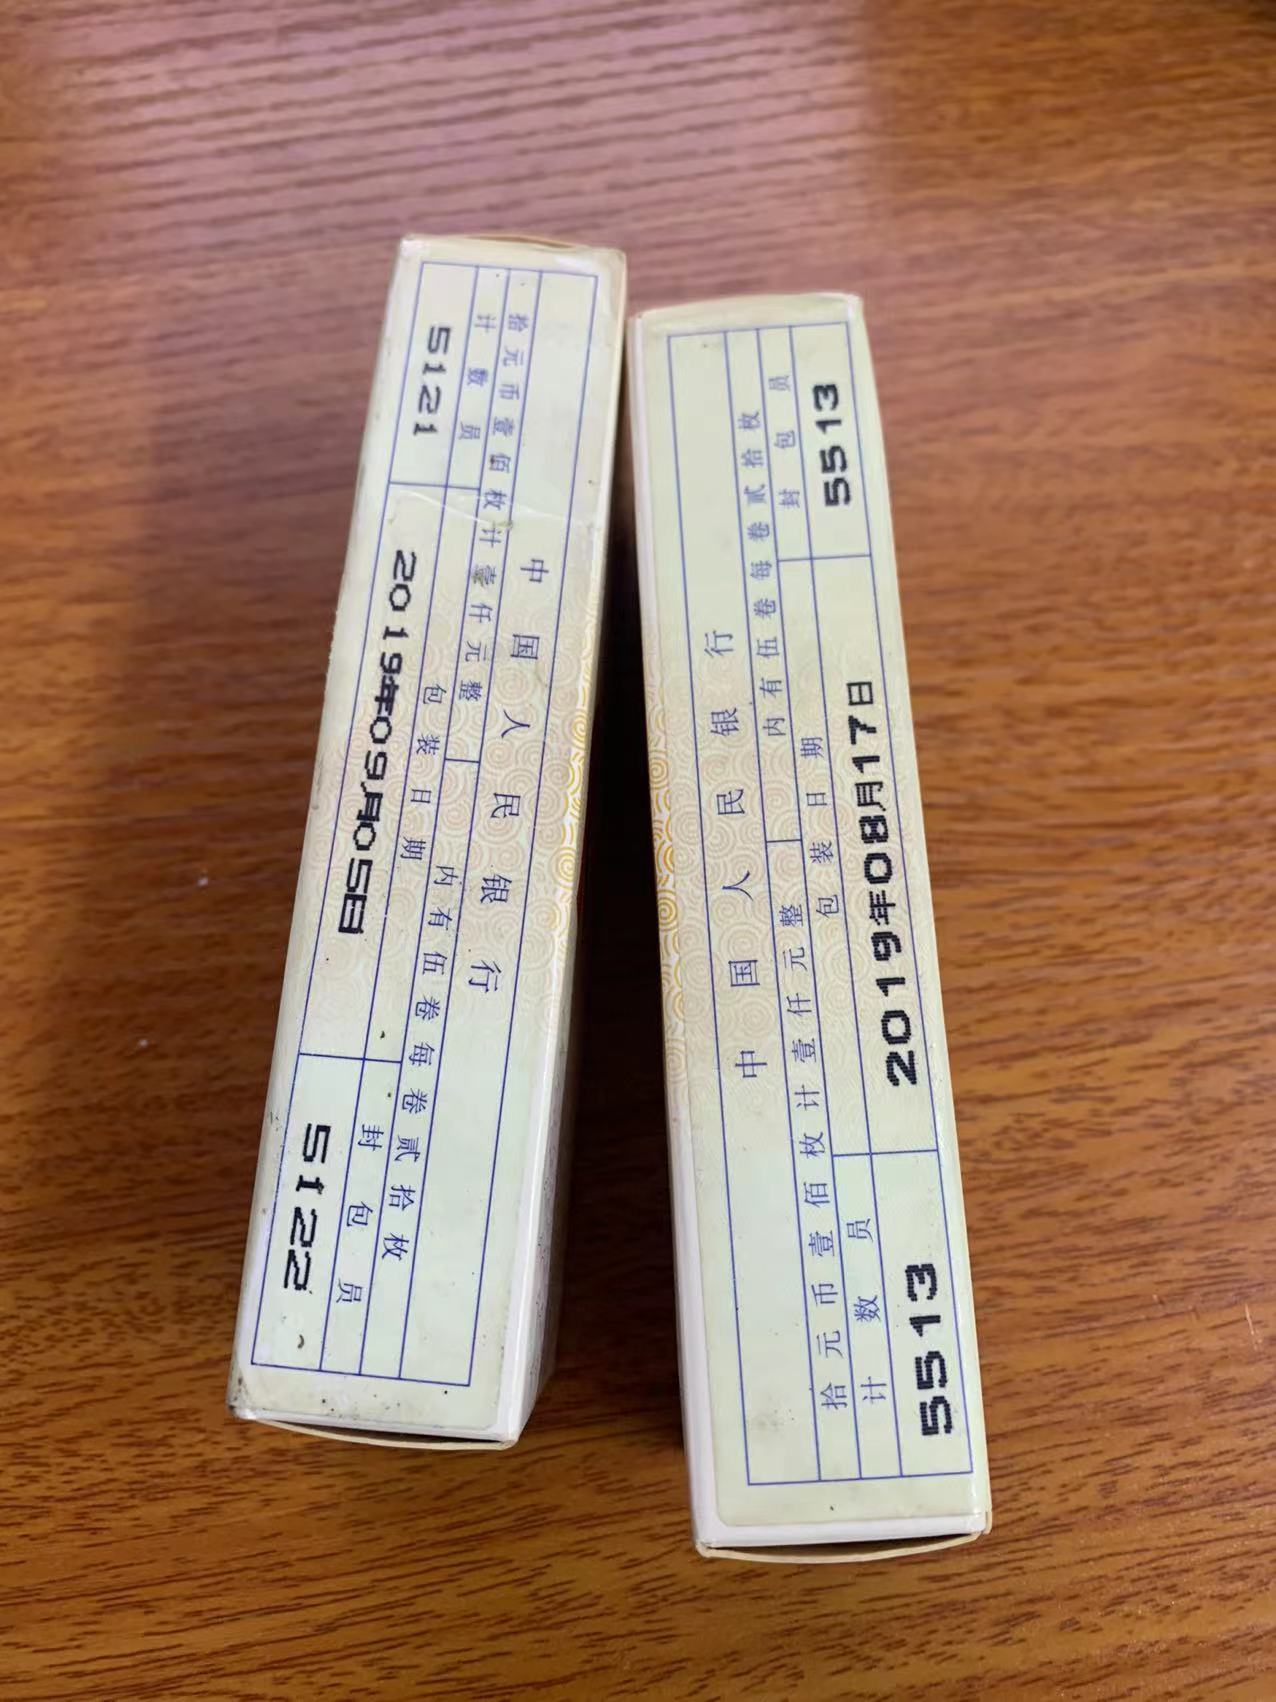 中国人民银行
拾元币壹佰枚计壹仟元整 内有伍卷每卷贰拾枚
计数员 包装日期 封包员
5121 2019年09月05日 5122
中国人民银行
拾元币壹佰枚计壹仟元整 内有伍卷每卷贰拾枚
计数员 包装日期 封包员
5513 2019年08月17日 5513